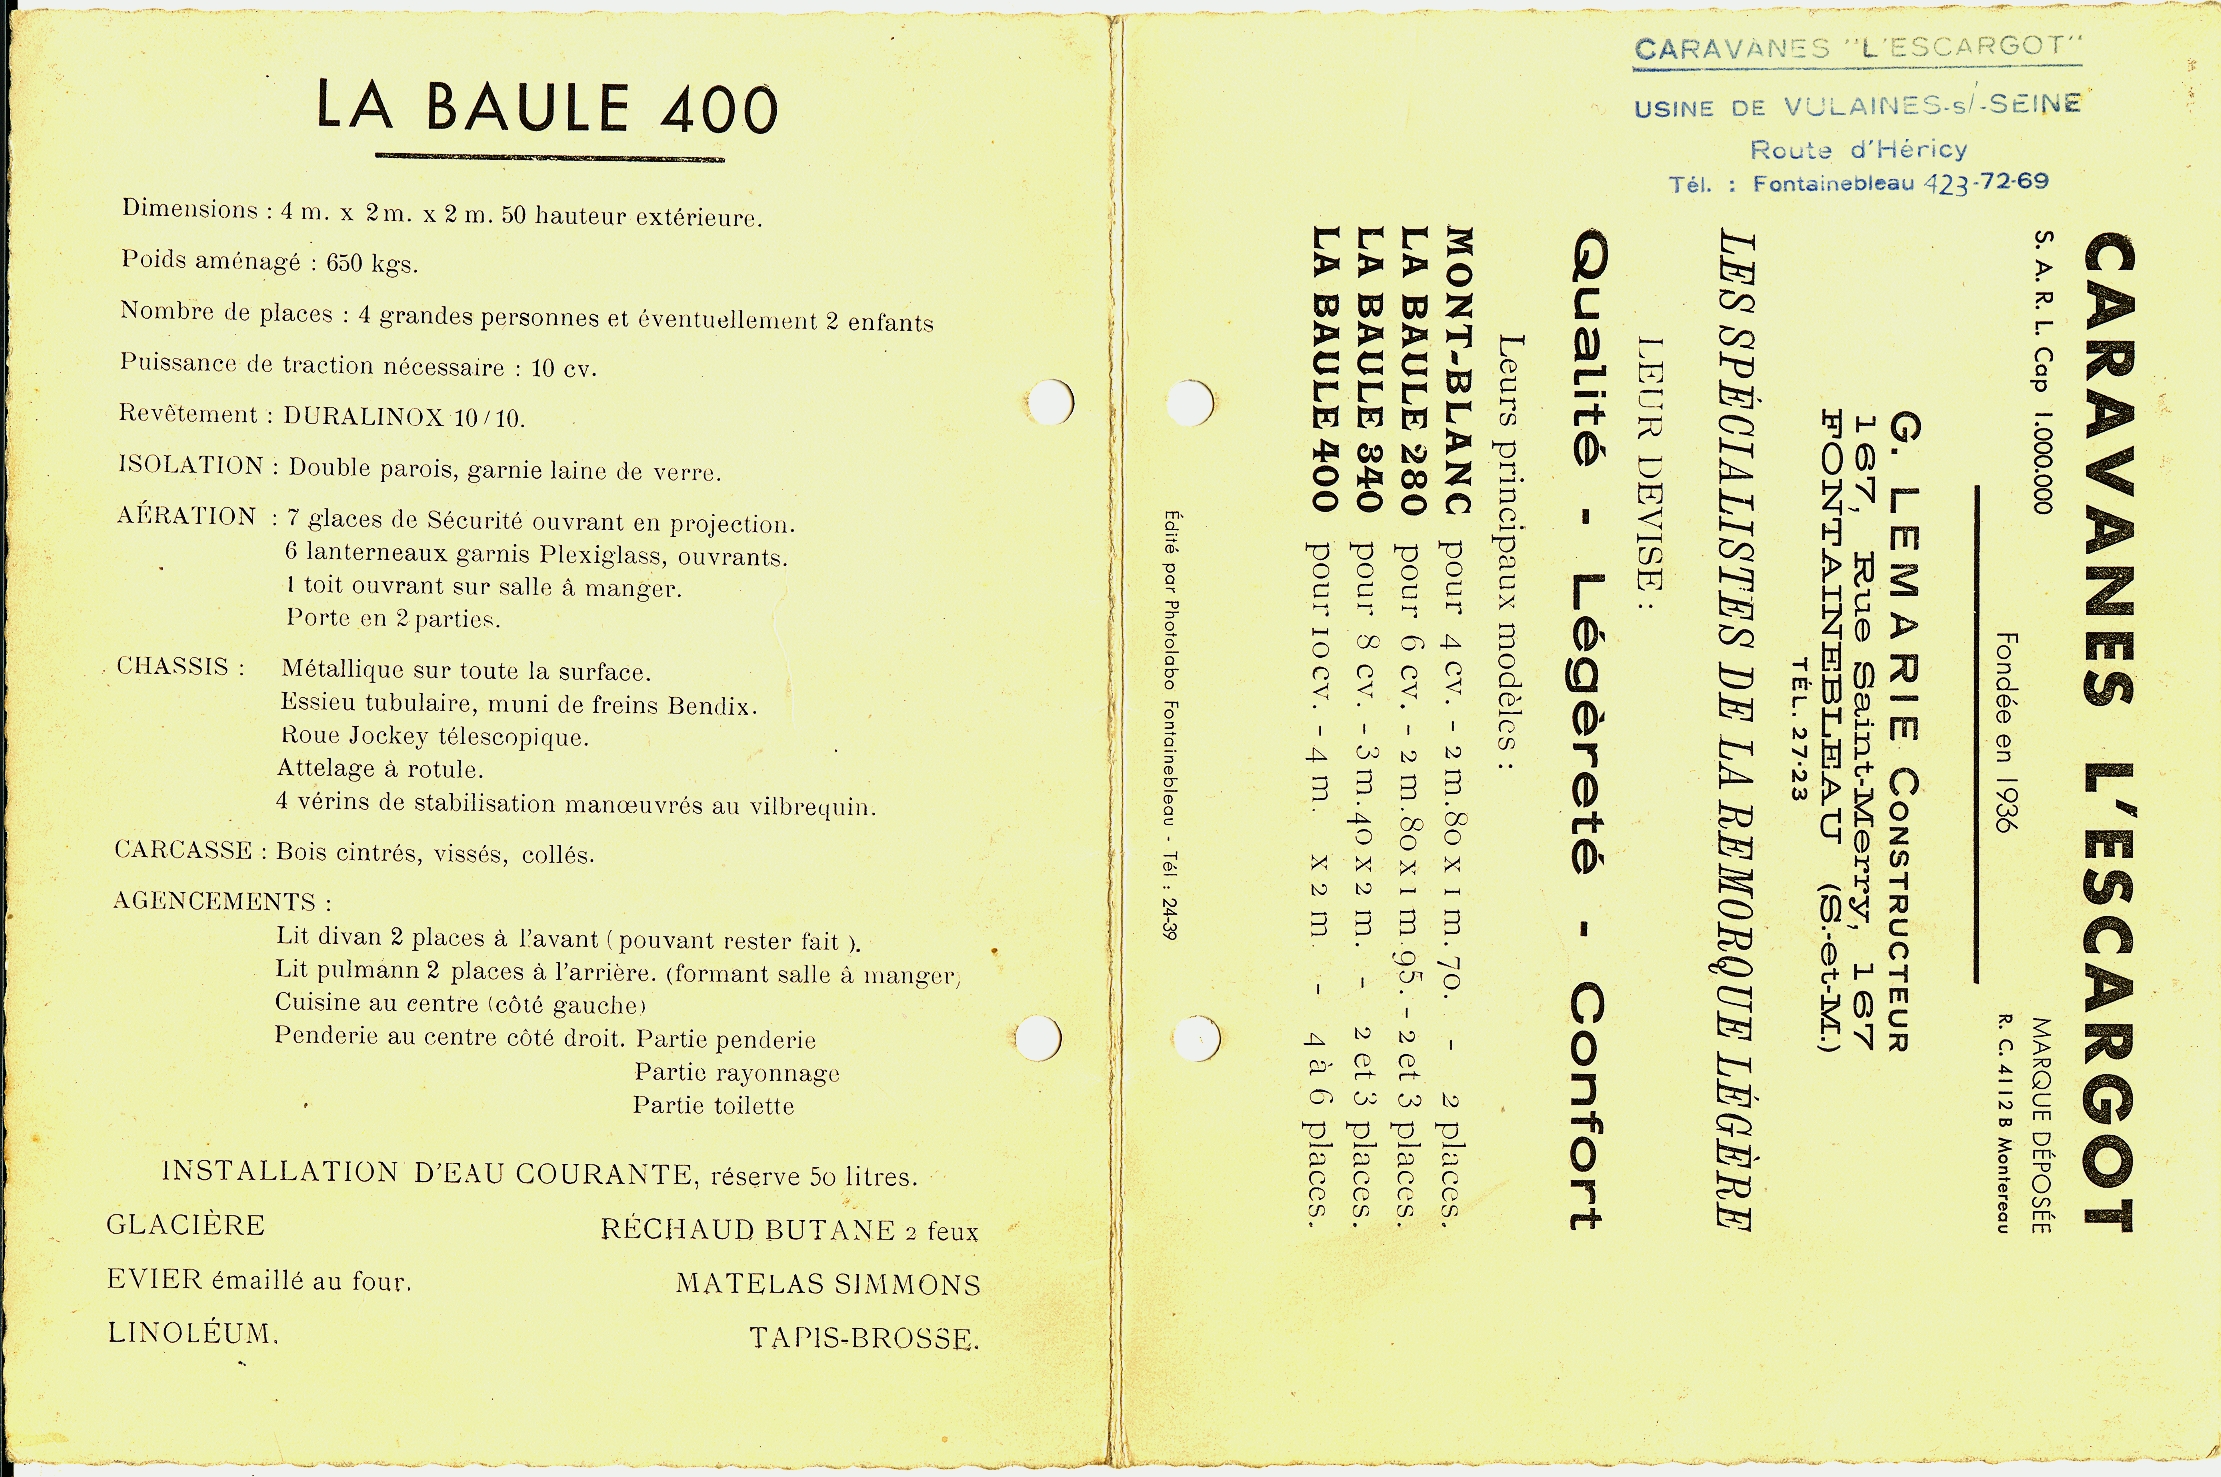 LA BAULE 400
Dimensions : 4 m. x 2 m. x 2 m. 50 hauteur extérieure.
Poids aménagé : 650 kgs.
Nombre de places : 4 grandes personnes et éventuellement 2 enfants
Puissance de traction nécessaire : 10 cv.
Revêtement : DURALINOX 10/10.
ISOLATION : Double parois, garnie laine de verre.
AÉRATION : 7 glaces de Sécurité ouvrant en projection.
6 lanterneaux garnis Plexiglass, ouvrants.
1 toit ouvrant sur salle â manger.
Porte en 2 parties.
CHASSIS : Métallique sur toute la surface.
Essieu tubulaire, muni de freins Bendix.
Roue Jockey télescopique.
Attelage à rotule.
4 vérins de stabilisation manœuvrés au vilbrequin.
CARCASSE : Bois cintrés, vissés, collés.
AGENCEMENTS :
Lit divan 2 places à l'avant ( pouvant rester fait ).
Lit pulmann 2 places à l'arrière. (formant salle â manger)
Cuisine au centre (côté gauche)
Penderie au centre côté droit. Partie penderie
Partie rayonnage
Partie toilette
INSTALLATION D'EAU COURANTE, réserve 50 litres.
GLACIÈRE RÉCHAUD BUTANE 2 feux
EVIER émaillé au four. MATELAS SIMMONS
LINOLÉUM. TAPIS-BROSSE.
CARAVANES "L'ESCARGOT"
USINE DE VULAINES-s/-SEINE
Route d'Héricy
Tél. : Fontainebleau 423-72-69
CARAVANES L'ESCARGOT
S. A. R. L. Cap 1.000.000 MARQUE DÉPOSÉE
Fondée en 1936 R. C. 4112 B Montereau
G. LEMARIE CONSTRUCTEUR
167, Rue Saint-Merry, 167
FONTAINEBLEAU (S.-et-M.)
TÉL. 27-23
LES SPÉCIALISTES DE LA REMORQUE LÉGÈRE
LEUR DEVISE :
Qualité - Légèreté - Confort
Leurs principaux modèles :
MONT-BLANC pour 4 cv. - 2 m.80 x 1 m.70. - 2 places.
LA BAULE 280 pour 6 cv. - 2 m.80 x 1 m.95. - 2 et 3 places.
LA BAULE 340 pour 8 cv. - 3 m.40 x 2 m. - 2 et 3 places.
LA BAULE 400 pour 10 cv. - 4 m. x 2 m. - 4 à 6 places.
Édité par Photolabo Fontainebleau - Tél : 24-39